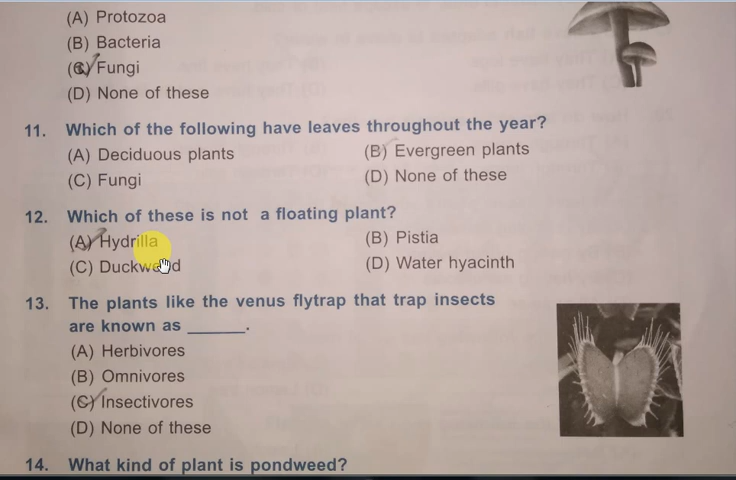 (A) Protozoa
(B) Bacteria
(C) Fungi
(D) None of these
11. Which of the following have leaves throughout the year?
(A) Deciduous plants (B) Evergreen plants
(C) Fungi (D) None of these
12. Which of these is not a floating plant?
(A) Hydrilla (B) Pistia
(C) (D) Water hyacinth
13. The plants like the venus flytrap that trap insects
are known as ______.
(A) Herbivores
(B) Omnivores
(C) Insectivores
(D) None of these
14. What kind of plant is pondweed?